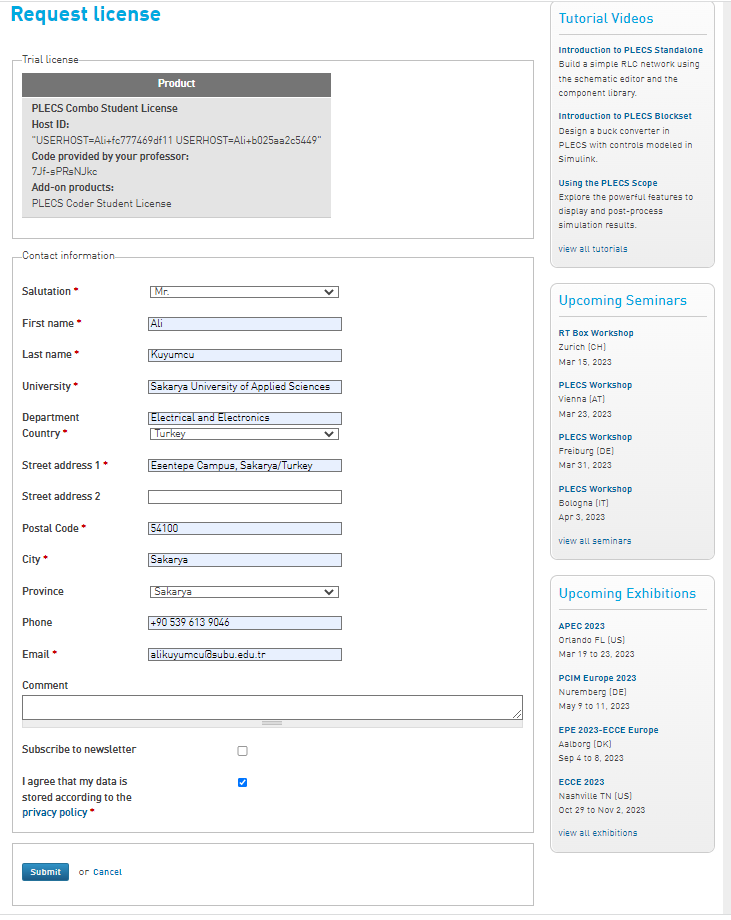 Request license
Trial license
Product
PLECS Combo Student License
Host ID:
"USERHOST=Ali+fc777469df11 USERHOST=Ali+b025aa2c5449"
Code provided by your professor:
7Jf-sPRsNJkc
Add-on products:
PLECS Coder Student License
Contact information
Salutation *
Mr.
First name *
Ali
Last name *
Kuyumcu
University *
Sakarya University of Applied Sciences
Department
Electrical and Electronics
Country *
Turkey
Street address 1 *
Esentepe Campus, Sakarya/Turkey
Street address 2
Postal Code *
54100
City *
Sakarya
Province
Sakarya
Phone
+90 539 613 9046
Email *
alikuyumcu@subu.edu.tr
Comment
Subscribe to newsletter
I agree that my data is
stored according to the
privacy policy *
Submit or Cancel
Tutorial Videos
Introduction to PLECS Standalone
Build a simple RLC network using
the schematic editor and the
component library.
Introduction to PLECS Blockset
Design a buck converter in
PLECS with controls modeled in
Simulink.
Using the PLECS Scope
Explore the powerful features to
display and post-process
simulation results.
view all tutorials
Upcoming Seminars
RT Box Workshop
Zurich (CH)
Mar 15, 2023
PLECS Workshop
Vienna (AT)
Mar 23, 2023
PLECS Workshop
Freiburg (DE)
Mar 31, 2023
PLECS Workshop
Bologna (IT)
Apr 3, 2023
view all seminars
Upcoming Exhibitions
APEC 2023
Orlando FL (US)
Mar 19 to 23, 2023
PCIM Europe 2023
Nuremberg (DE)
May 9 to 11, 2023
EPE 2023-ECCE Europe
Aalborg (DK)
Sep 4 to 8, 2023
ECCE 2023
Nashville TN (US)
Oct 29 to Nov 2, 2023
view all exhibitions